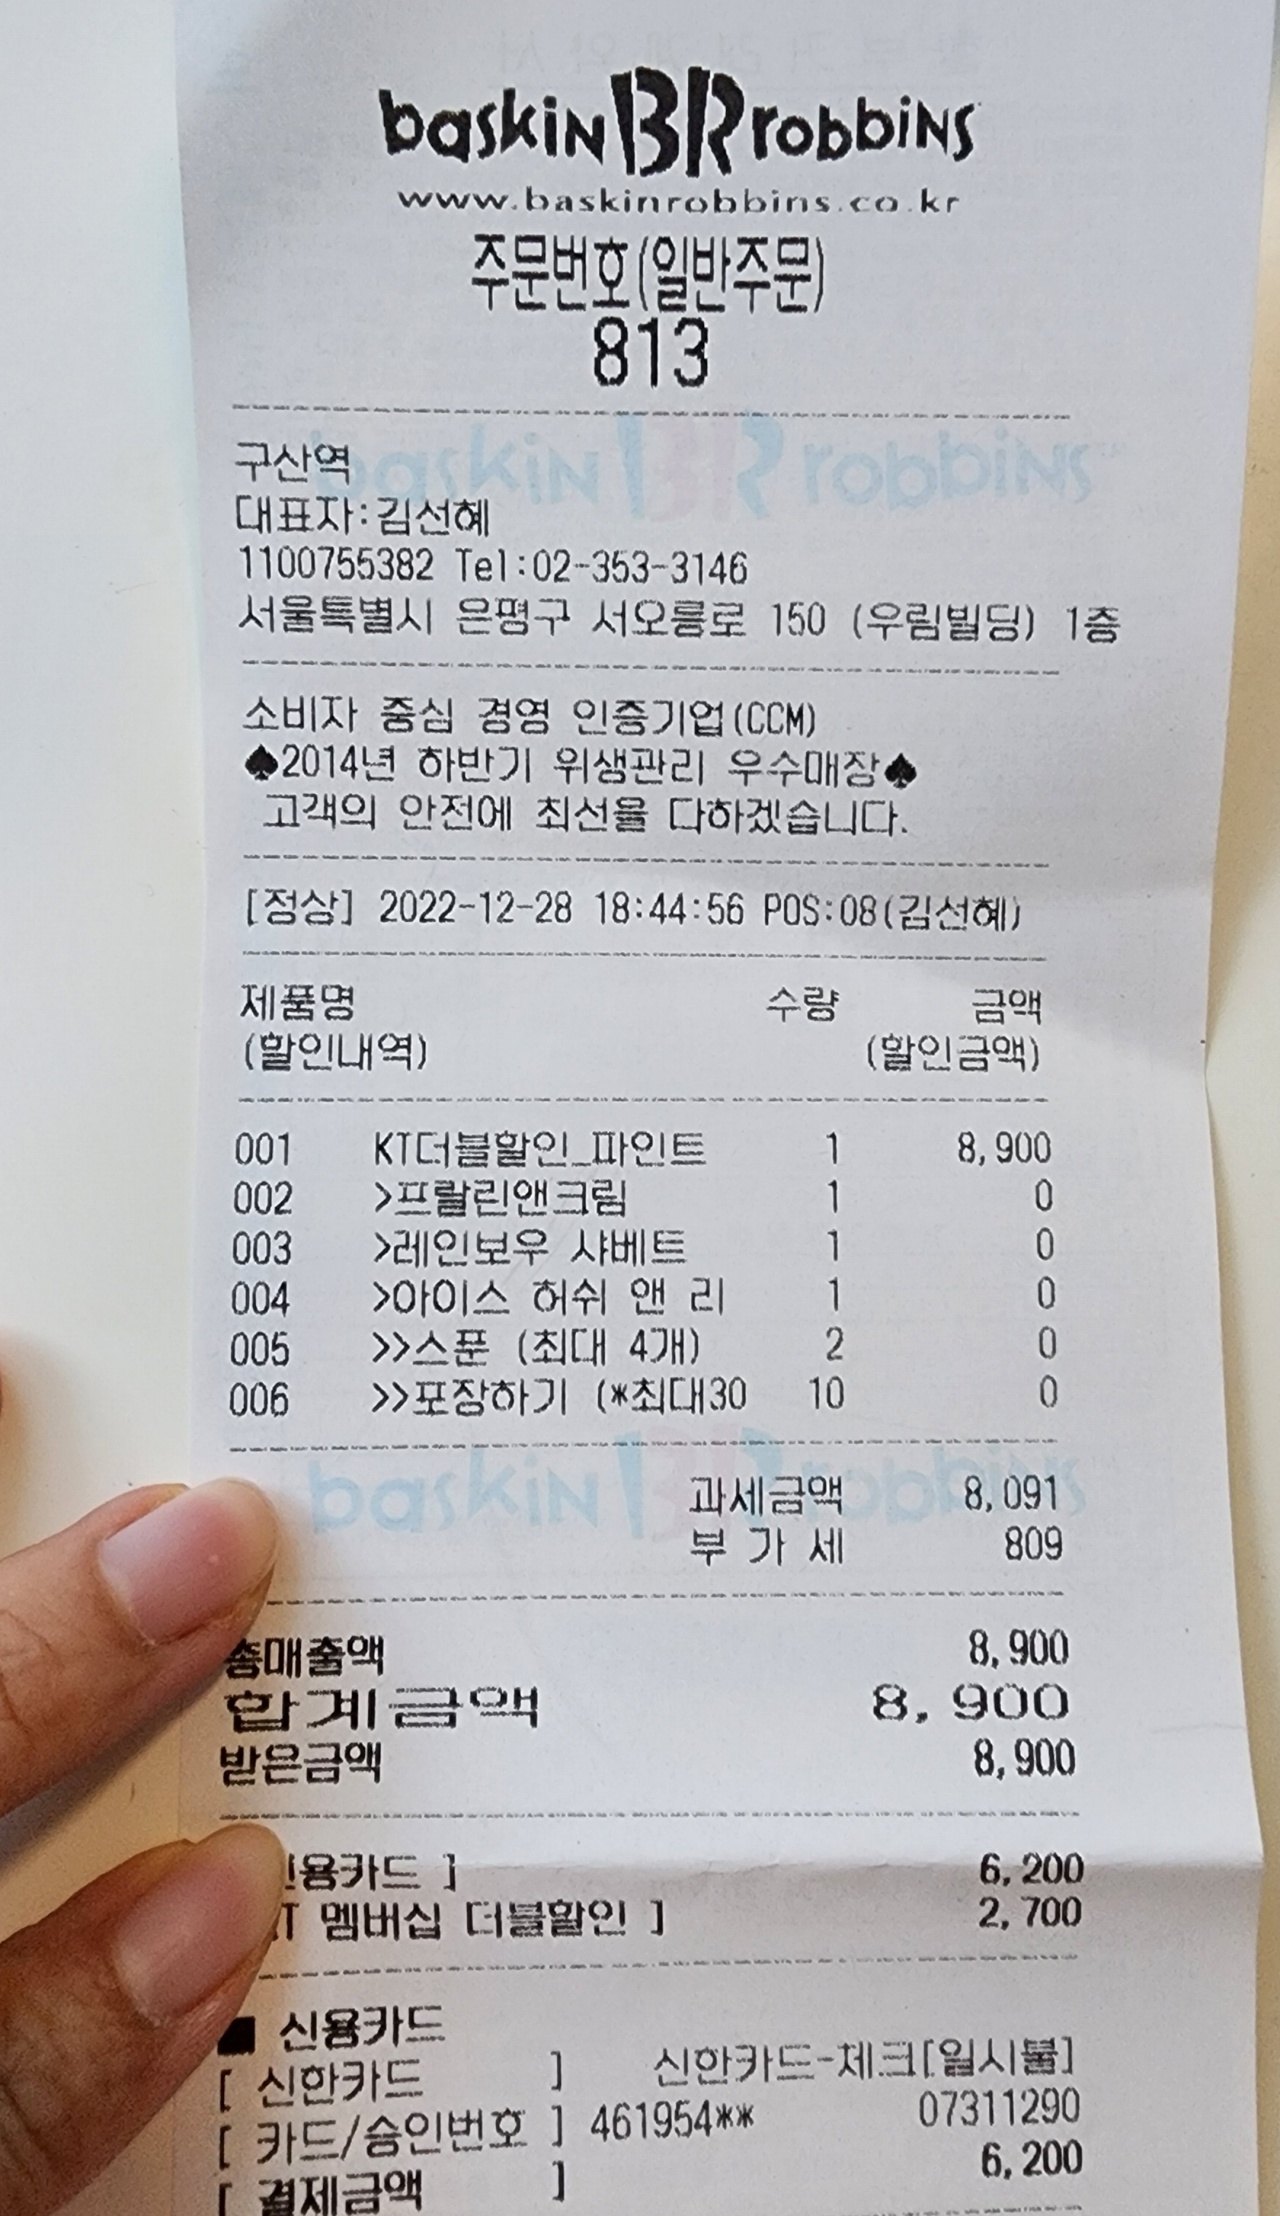 baskin BR robbins
www.baskinrobbins.co.kr
주문번호(일반주문)
813
구산역
대표자:김선혜
1100755382 Tel:02-353-3146
서울특별시 은평구 서오릉로 150 (우림빌딩) 1층
소비자 중심 경영 인증기업(CCM)
♠2014년 하반기 위생관리 우수매장♠
고객의 안전에 최선을 다하겠습니다.
[정상] 2022-12-28 18:44:56 POS:08(김선혜)
제품명 수량 금액
(할인내역) (할인금액)
001 KT더블할인_파인트 1 8,900
002 >프랄린앤크림 1 0
003 >레인보우 샤베트 1 0
004 >아이스 허쉬 앤 리 1 0
005 >>스푼 (최대 4개) 2 0
006 >>포장하기 (*최대30 10 0
과세금액 8,091
부 가 세 809
총매출액 8,900
합계금액 8,900
받은금액 8,900
용카드 ] 6,200
T 멤버십 더블할인 ] 2,700
■ 신용카드
[ 신한카드 ] 신한카드-체크[일시불]
[ 카드/승인번호 ] 461954** 07311290
[ 결제금액 ] 6,200